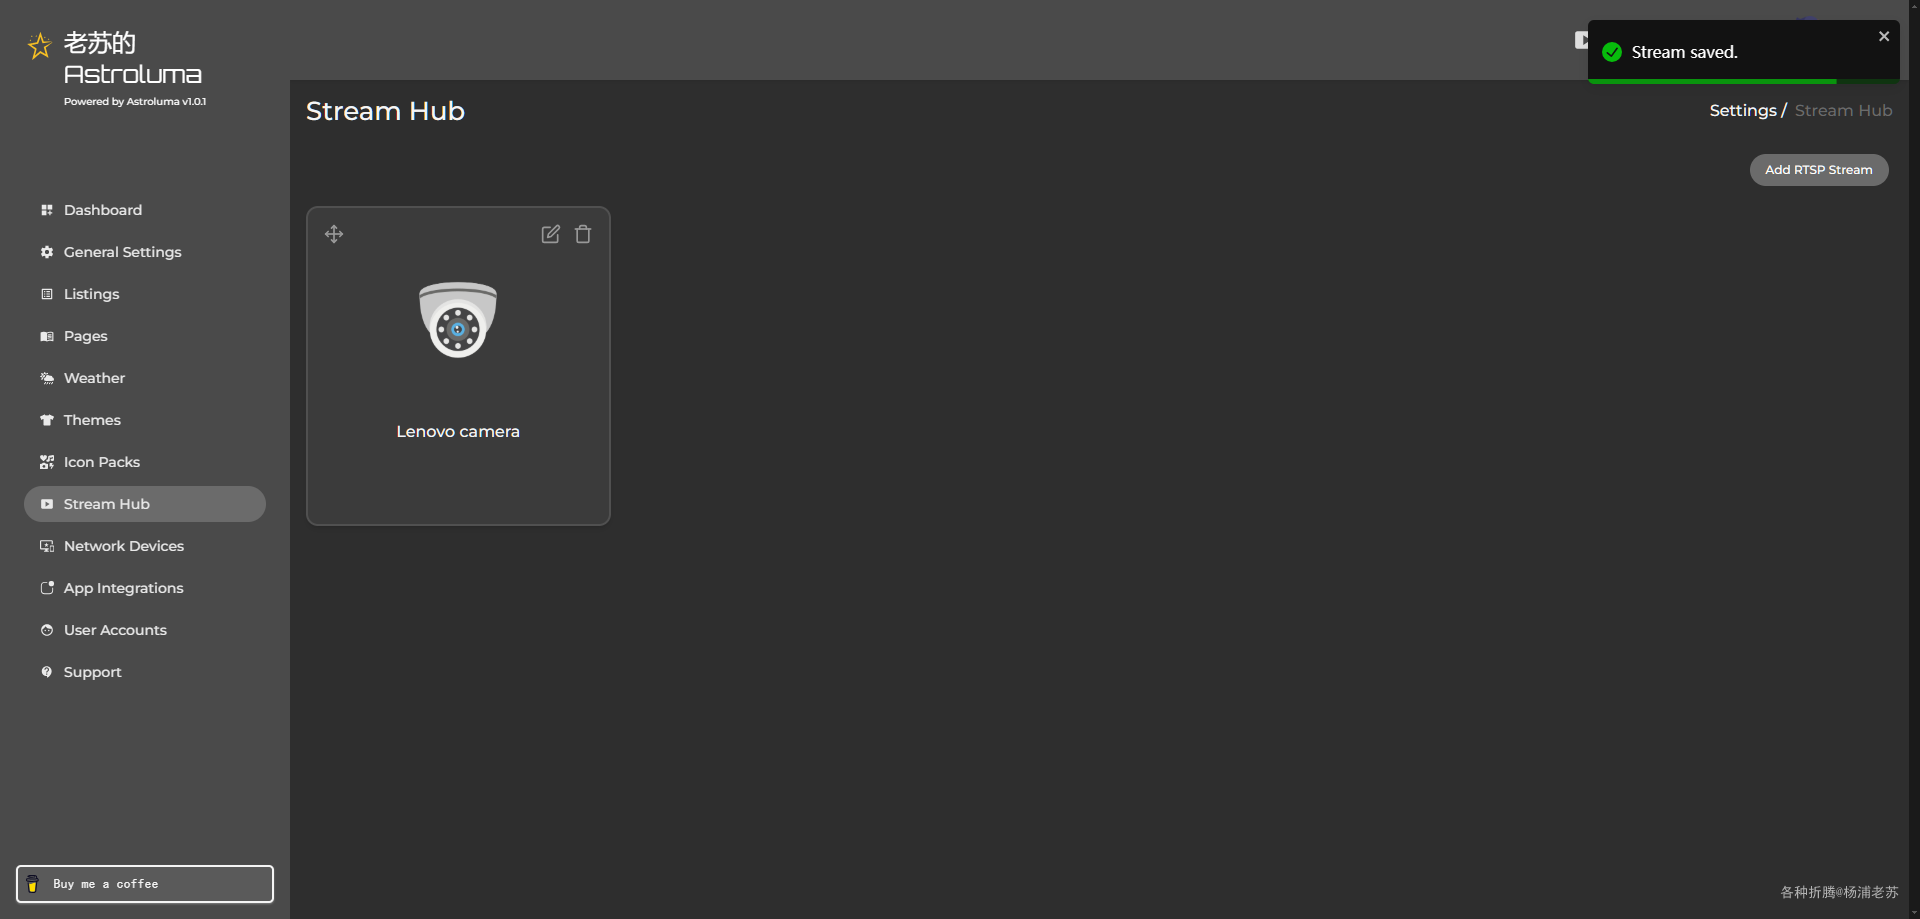 老苏的
Astroluma
Powered by Astroluma v1.0.1
Stream saved.
Stream Hub
Settings / Stream Hub
Add RTSP Stream
Dashboard
General Settings
Listings
Pages
Weather
Themes
Icon Packs
Stream Hub
Network Devices
App Integrations
User Accounts
Support
Lenovo camera
Buy me a coffee
各种折腾@杨浦老苏